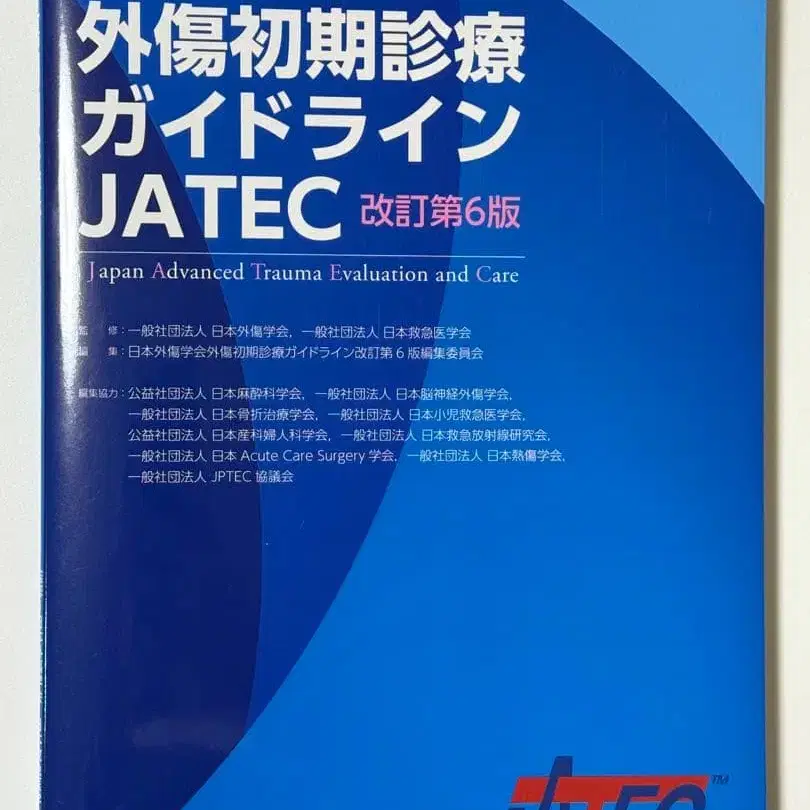 外傷初期診療
ガイドライン
JATEC 改訂第6版
Japan Advanced Trauma Evaluation and Care
監 修：一般社団法人 日本外傷学会，一般社団法人 日本救急医学会
編 集：日本外傷学会外傷初期診療ガイドライン改訂第6版編集委員会
編集協力：公益社団法人 日本麻酔科学会，一般社団法人 日本脳神経外傷学会，
一般社団法人 日本骨折治療学会，一般社団法人 日本小児救急医学会，
公益社団法人 日本産科婦人科学会，一般社団法人 日本救急放射線研究会，
一般社団法人 日本 Acute Care Surgery 学会，一般社団法人 日本熱傷学会，
一般社団法人 JPTEC 協議会
JATEC™